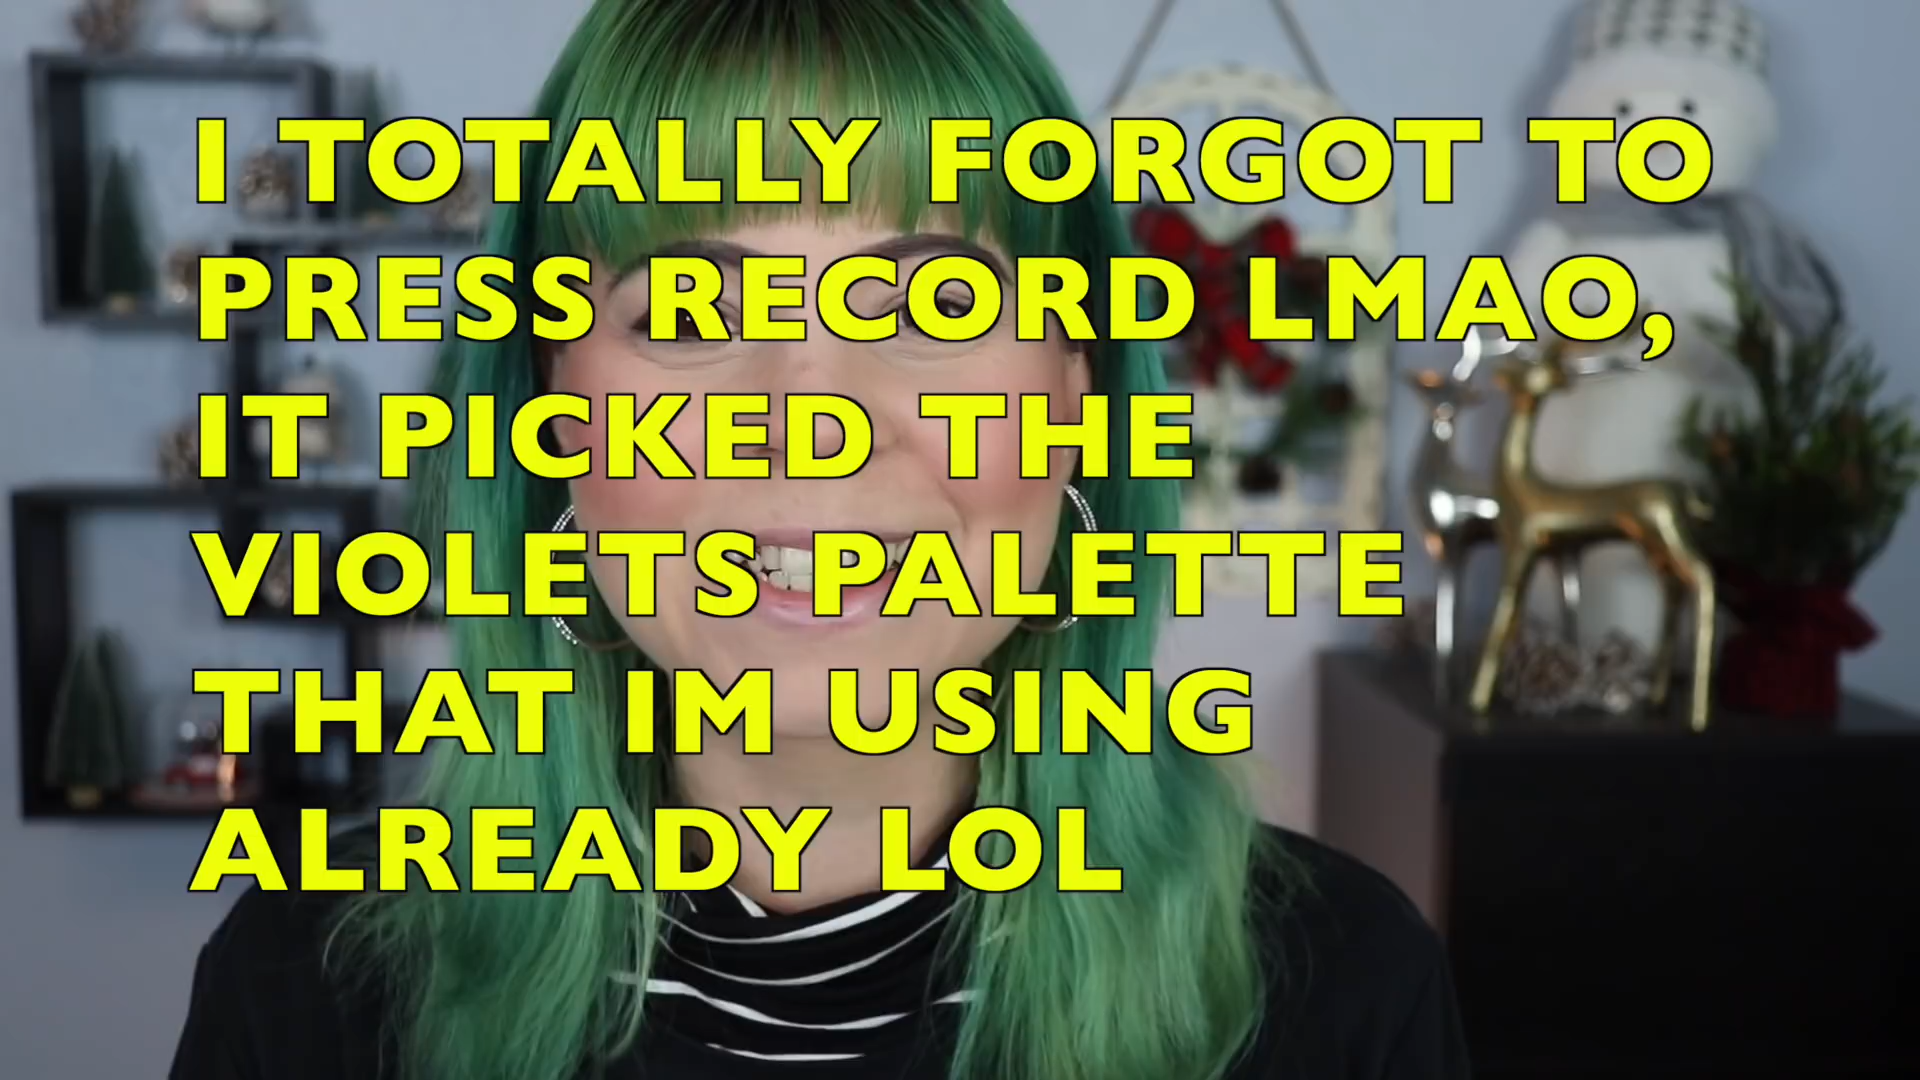 I TOTALLY FORGOT TO
PRESS RECORD LMAO,
IT PICKED THE
VIOLETS PALETTE
THAT IM USING
ALREADY LOL